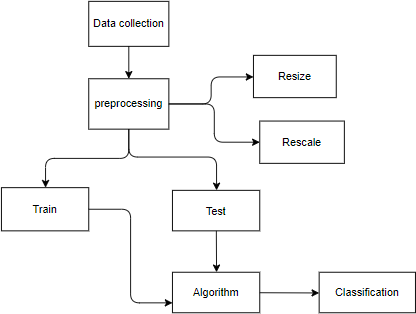 Data collection
preprocessing
Resize
Rescale
Train
Test
Algorithm
Classification